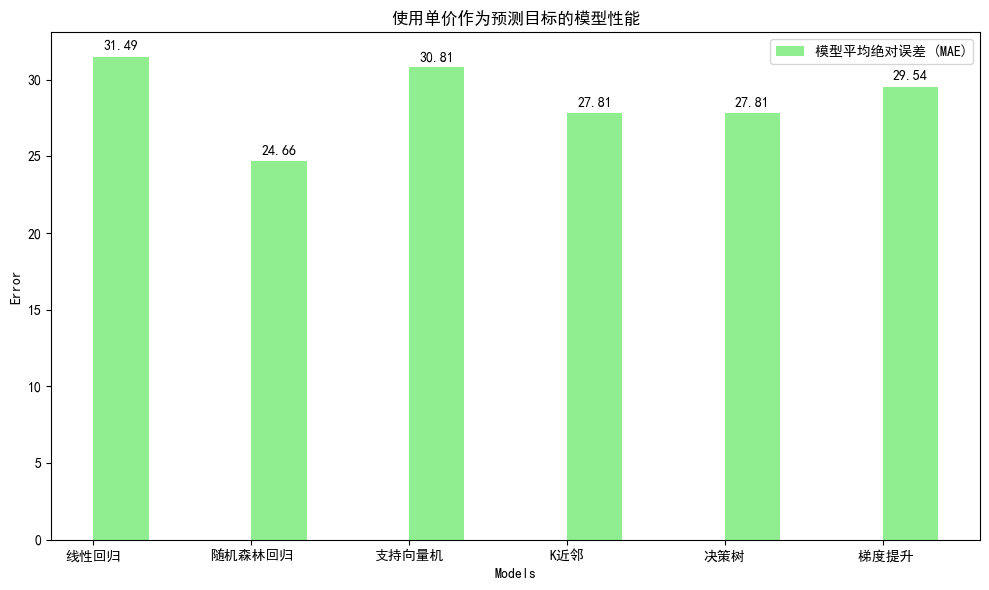 使用单价作为预测目标的模型性能
模型平均绝对误差 (MAE)
31.49
24.66
30.81
27.81
27.81
29.54
30
25
20
15
10
5
0
Error
线性回归
随机森林回归
支持向量机
K近邻
决策树
梯度提升
Models